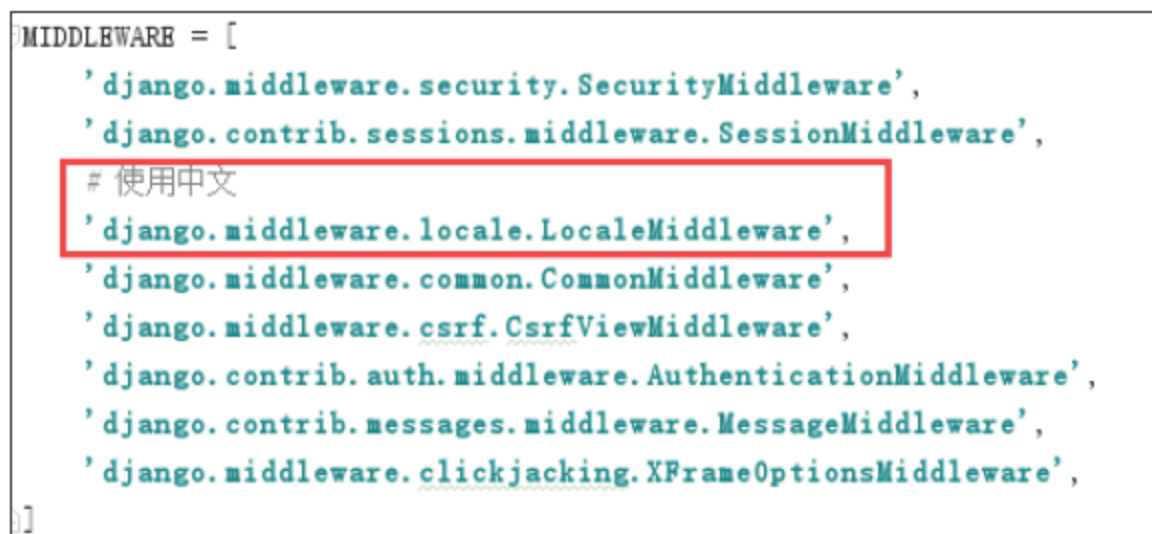 MIDDLEWARE = [
'django.middleware.security.SecurityMiddleware',
'django.contrib.sessions.middleware.SessionMiddleware',
# 使用中文
'django.middleware.locale.LocaleMiddleware',
'django.middleware.common.CommonMiddleware',
'django.middleware.csrf.CsrfViewMiddleware',
'django.contrib.auth.middleware.AuthenticationMiddleware',
'django.contrib.messages.middleware.MessageMiddleware',
'django.middleware.clickjacking.XFrameOptionsMiddleware',
]